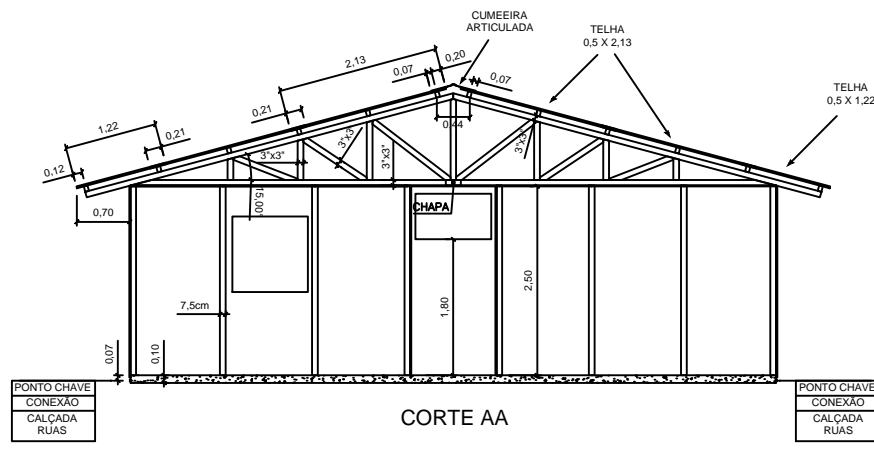 CUMEEIRA
ARTICULADA
TELHA
0,5 X 2,13
TELHA
0,5 X 1,22
2,13
0,20
0,07
0,07
0,21
0,44
1,22
0,21
0,12
3"x3"
3"x3"
3"x3"
3"x3"
15,00°
0,70
CHAPA
7,5cm
1,80
2,50
0,07
0,10
PONTO CHAVE
CONEXÃO
CALÇADA
RUAS
CORTE AA
PONTO CHAVE
CONEXÃO
CALÇADA
RUAS